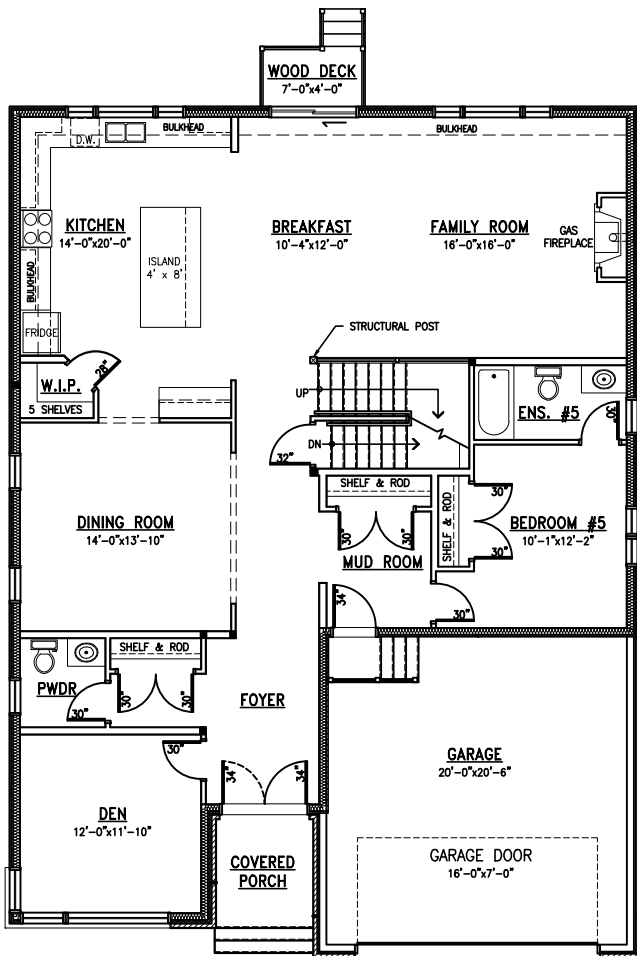 WOOD DECK
7'-0"x4'-0"
BULKHEAD
BULKHEAD
D.W.
KITCHEN
14'-0"x20'-0"
BREAKFAST
10'-4"x12'-0"
FAMILY ROOM
16'-0"x16'-0"
GAS
FIREPLACE
ISLAND
4' x 8'
BULKHEAD
FRIDGE
STRUCTURAL POST
28"
W.I.P.
5 SHELVES
UP
ENS. #5
30"
DN
32"
SHELF & ROD
SHELF & ROD
30"
30"
BEDROOM #5
10'-1"x12'-2"
DINING ROOM
14'-0"x13'-10"
30"
30"
MUD ROOM
34"
30"
SHELF & ROD
PWDR
30"
30"
30"
FOYER
30"
34"
34"
GARAGE
20'-0"x20'-6"
DEN
12'-0"x11'-10"
COVERED
PORCH
GARAGE DOOR
16'-0"x7'-0"